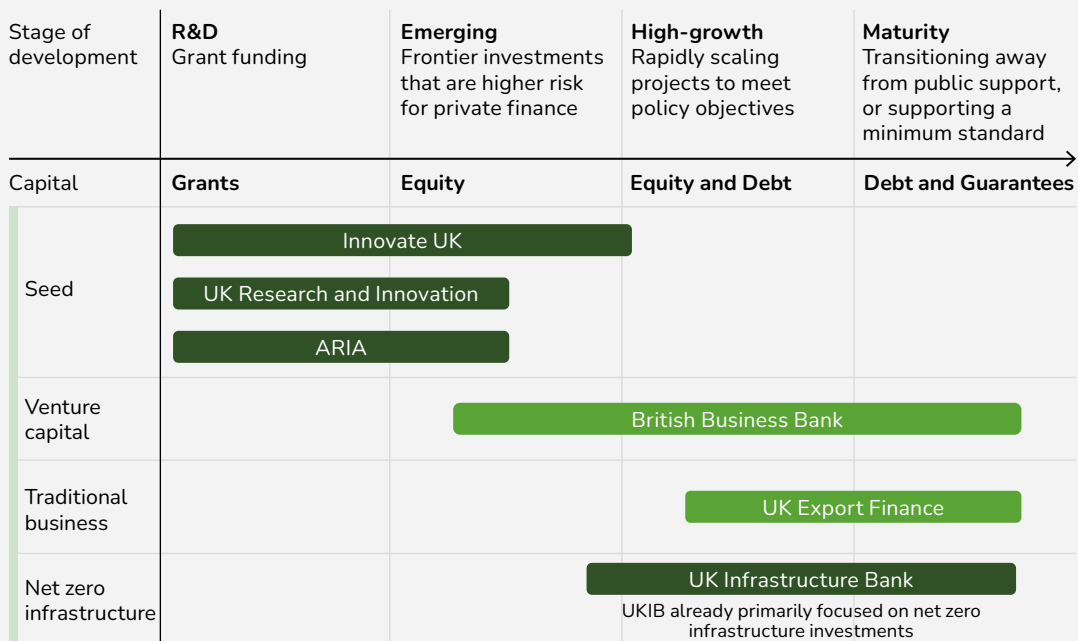 Stage of
development
R&D
Grant funding
Emerging
Frontier investments
that are higher risk
for private finance
High-growth
Rapidly scaling
projects to meet
policy objectives
Maturity
Transitioning away
from public support,
or supporting a
minimum standard
Capital
Grants
Equity
Equity and Debt
Debt and Guarantees
Seed
Innovate UK
UK Research and Innovation
ARIA
Venture
capital
British Business Bank
Traditional
business
UK Export Finance
Net zero
infrastructure
UK Infrastructure Bank
UKIB already primarily focused on net zero
infrastructure investments